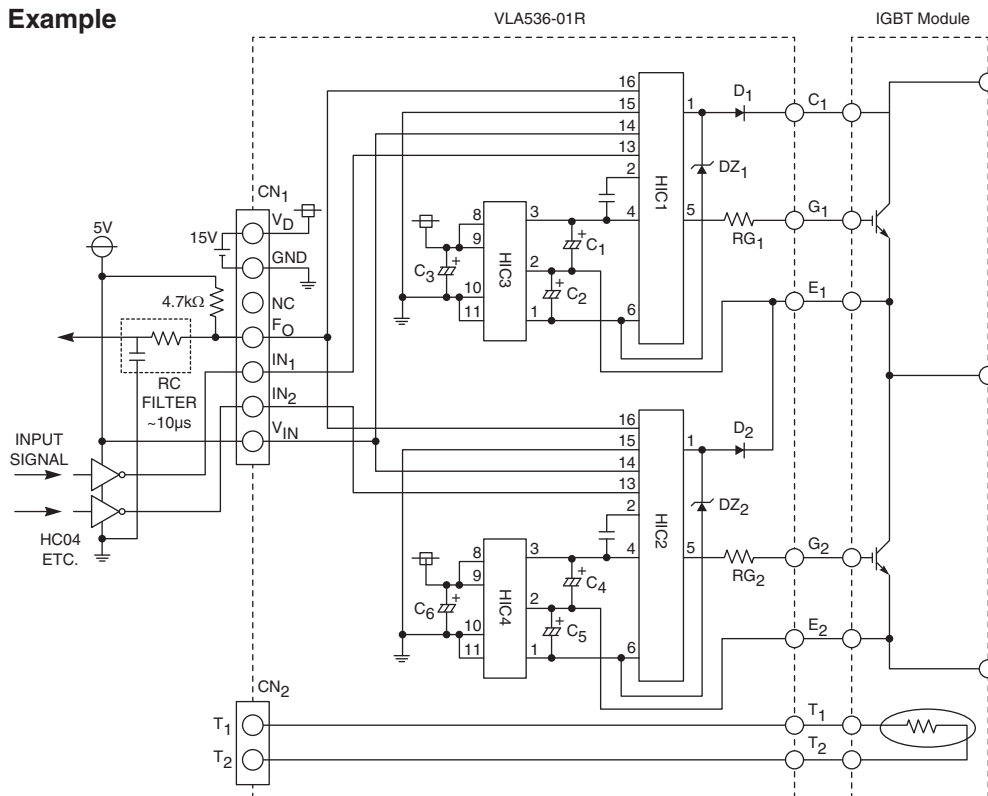 Example
VLA536-01R
IGBT Module
16
15
14
13
2
4
1
5
6
HIC1
D1
C1
DZ1
RG1
G1
E1
CN1
VD
GND
NC
FO
IN1
IN2
VIN
5V
15V
4.7kΩ
RC
FILTER
~10µs
INPUT
SIGNAL
HC04
ETC.
8
9
10
11
3
2
1
HIC3
C3
C1
C2
16
15
14
13
2
4
1
5
6
HIC2
D2
DZ2
RG2
G2
E2
8
9
10
11
3
2
1
HIC4
C6
C4
C5
CN2
T1
T2
T1
T2